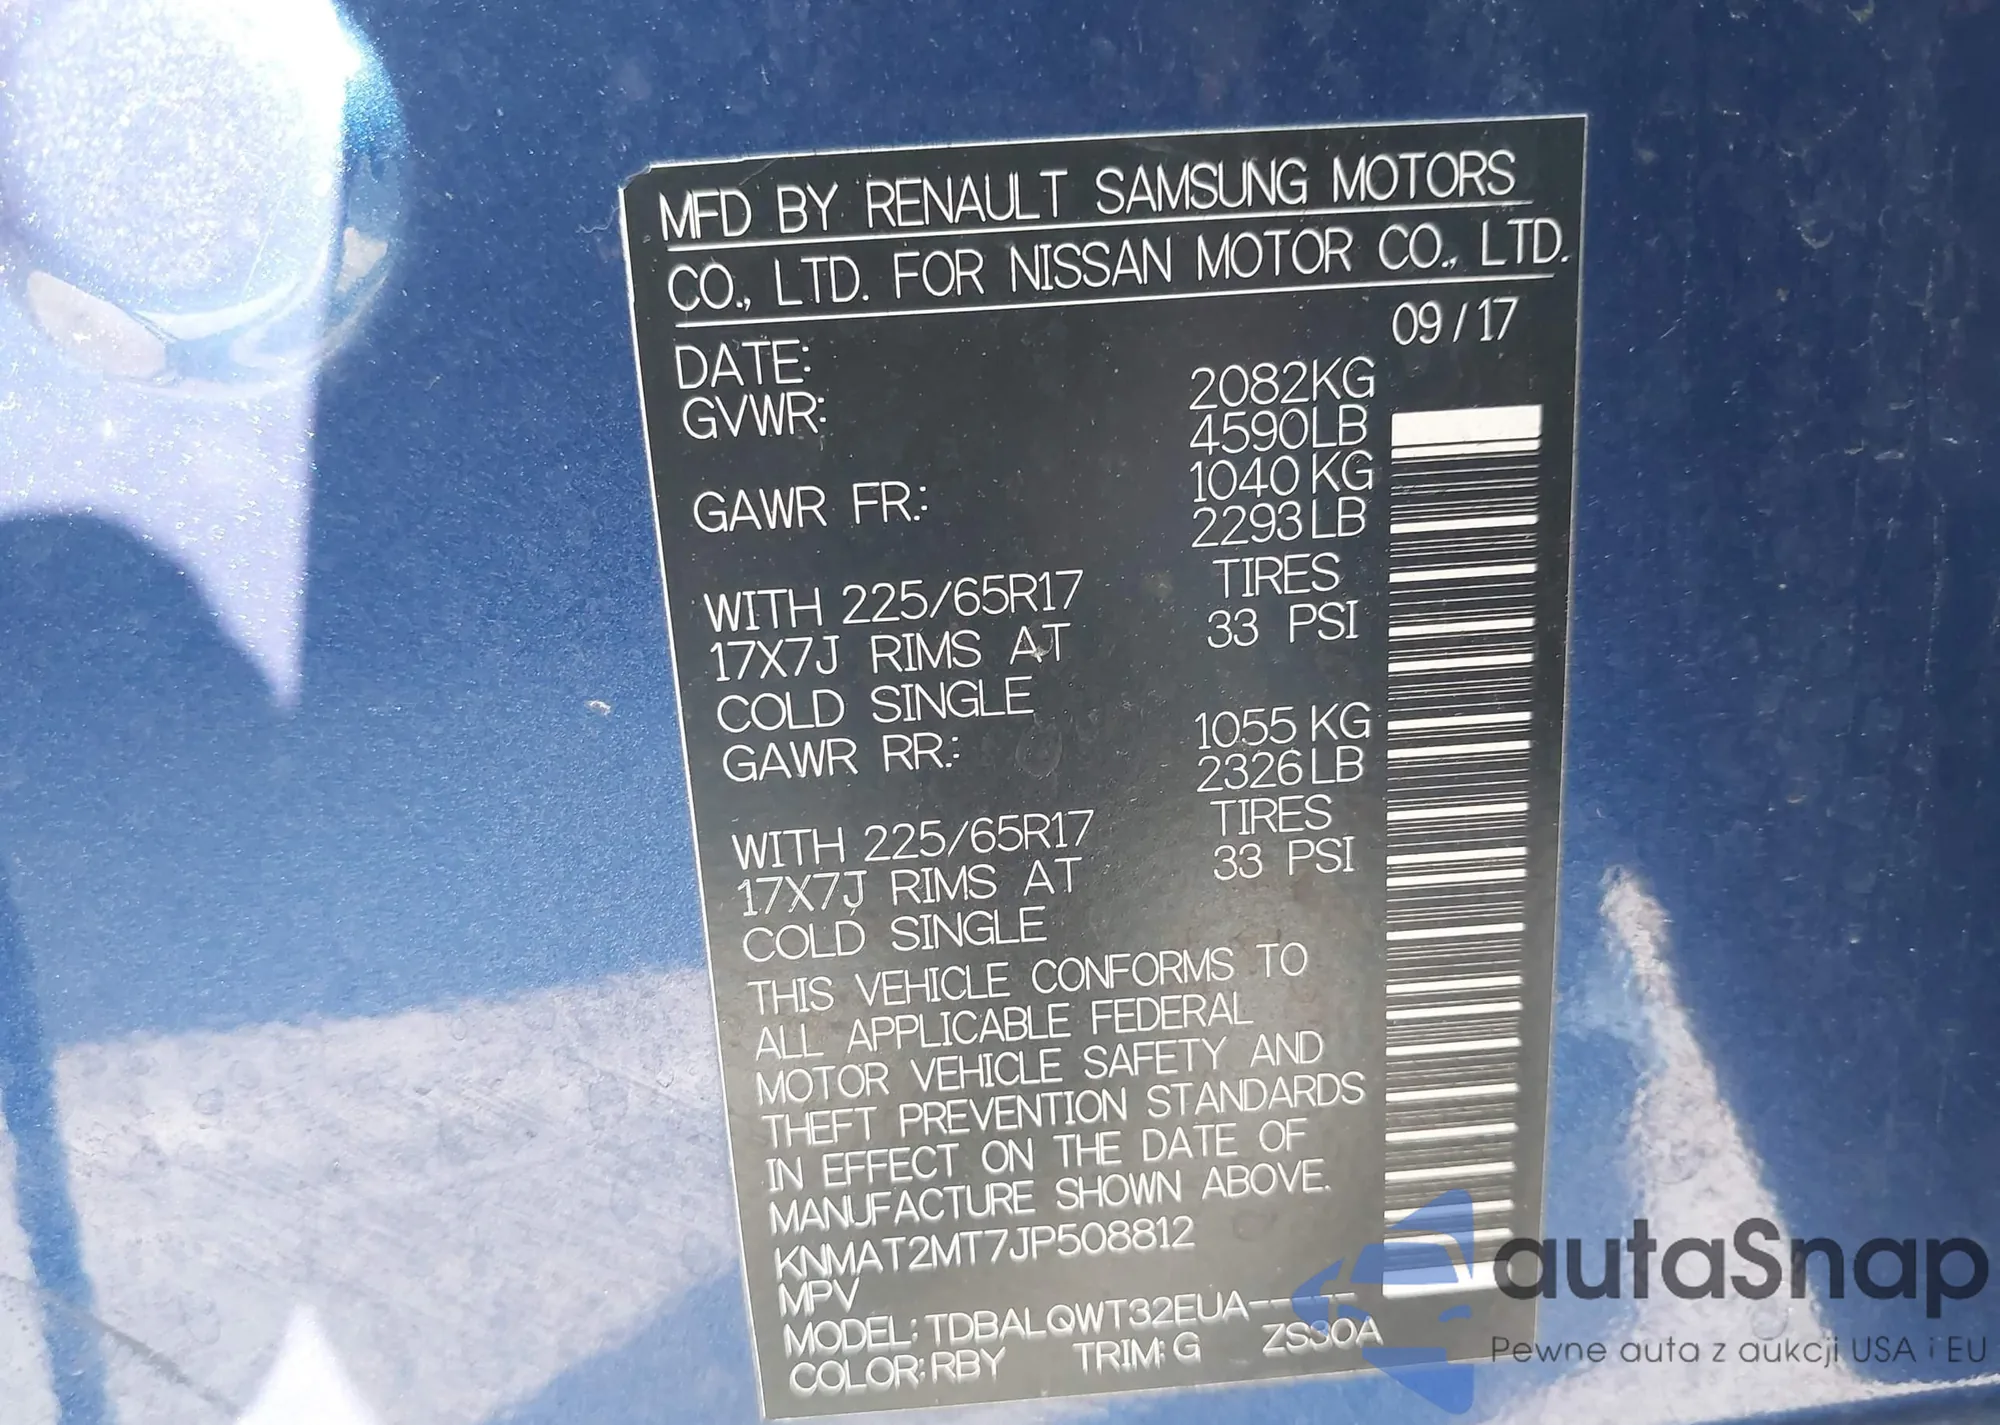 MFD BY RENAULT SAMSUNG MOTORS
CO., LTD. FOR NISSAN MOTOR CO., LTD.
DATE: 09/17
GVWR: 2082KG
4590LB
GAWR FR.: 1040KG
2293LB
WITH 225/65R17 TIRES
17X7J RIMS AT 33 PSI
COLD SINGLE
GAWR RR.: 1055KG
2326LB
WITH 225/65R17 TIRES
17X7J RIMS AT 33 PSI
COLD SINGLE
THIS VEHICLE CONFORMS TO
ALL APPLICABLE FEDERAL
MOTOR VEHICLE SAFETY AND
THEFT PREVENTION STANDARDS
IN EFFECT ON THE DATE OF
MANUFACTURE SHOWN ABOVE.
KNMAT2MT7JP508812
MPV
MODEL: TDBALQWT32EUA-----
COLOR: RBY TRIM: G ZS30A
autaSnap
Pewne auta z aukcji USA i EU